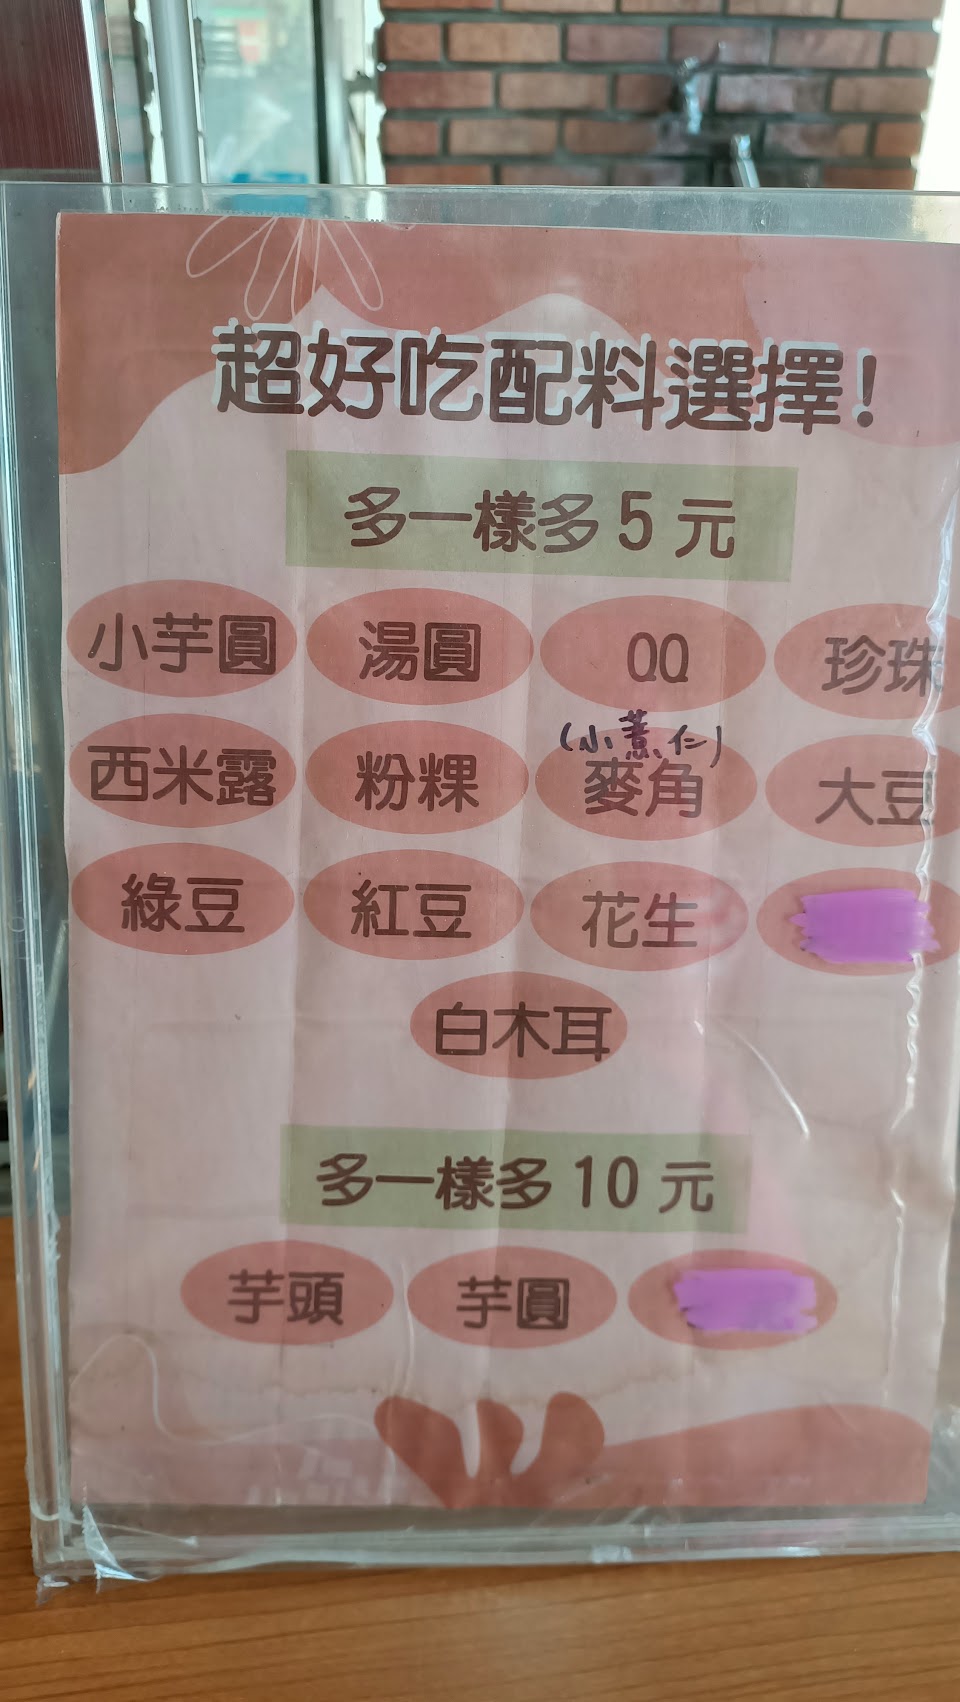 超好吃配料選擇!
多一樣多5元
小芋圓 湯圓 QQ 珍珠
(小薏仁)
西米露 粉粿 麥角 大豆
綠豆 紅豆 花生
白木耳
多一樣多10元
芋頭 芋圓